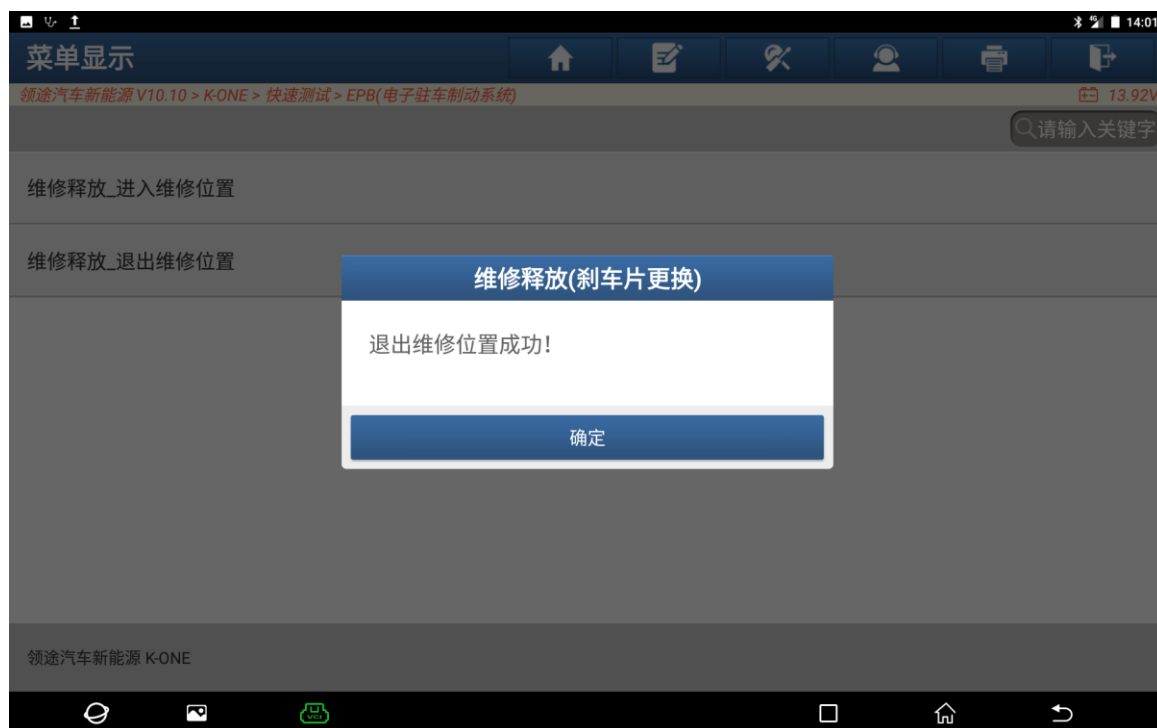 14:01
菜单显示
领途汽车新能源 V10.10 > K-ONE > 快速测试 > EPB(电子驻车制动系统)
13.92V
请输入关键字
维修释放_进入维修位置
维修释放_退出维修位置
维修释放(刹车片更换)
退出维修位置成功!
确定
领途汽车新能源 K-ONE
VCI